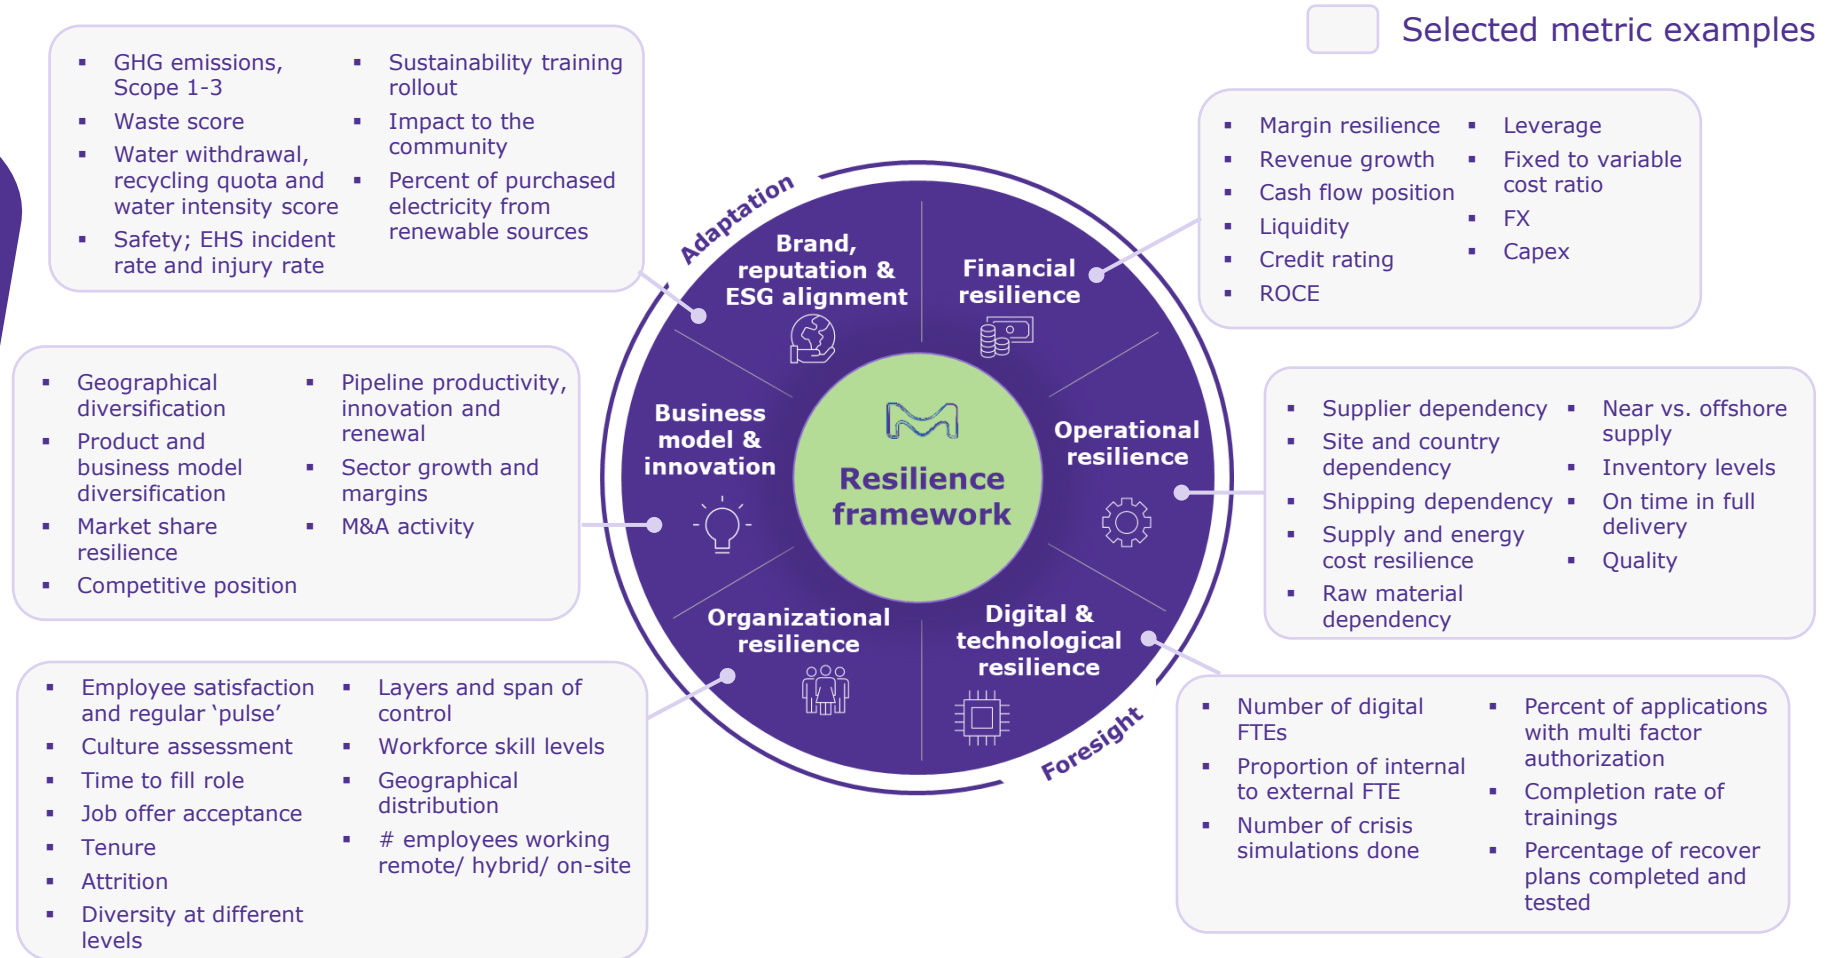 Selected metric examples
GHG emissions,
Scope 1-3
Waste score
Water withdrawal,
recycling quota and
water intensity score
Safety; EHS incident
rate and injury rate
Sustainability training
rollout
Impact to the
community
Percent of purchased
electricity from
renewable sources
Margin resilience
Revenue growth
Cash flow position
Liquidity
Credit rating
ROCE
Leverage
Fixed to variable
cost ratio
FX
Capex
Adaptation
Brand,
reputation &
ESG alignment
Financial
resilience
Geographical
diversification
Product and
business model
diversification
Market share
resilience
Competitive position
Pipeline productivity,
innovation and
renewal
Sector growth and
margins
M&A activity
Business
model &
innovation
Resilience
framework
Operational
resilience
Supplier dependency
Site and country
dependency
Shipping dependency
Supply and energy
cost resilience
Raw material
dependency
Near vs. offshore
supply
Inventory levels
On time in full
delivery
Quality
Organizational
resilience
Digital &
technological
resilience
Foresight
Employee satisfaction
and regular ‘pulse’
Culture assessment
Time to fill role
Job offer acceptance
Tenure
Attrition
Diversity at different
levels
Layers and span of
control
Workforce skill levels
Geographical
distribution
# employees working
remote/ hybrid/ on-site
Number of digital
FTEs
Proportion of internal
to external FTE
Number of crisis
simulations done
Percent of applications
with multi factor
authorization
Completion rate of
trainings
Percentage of recover
plans completed and
tested